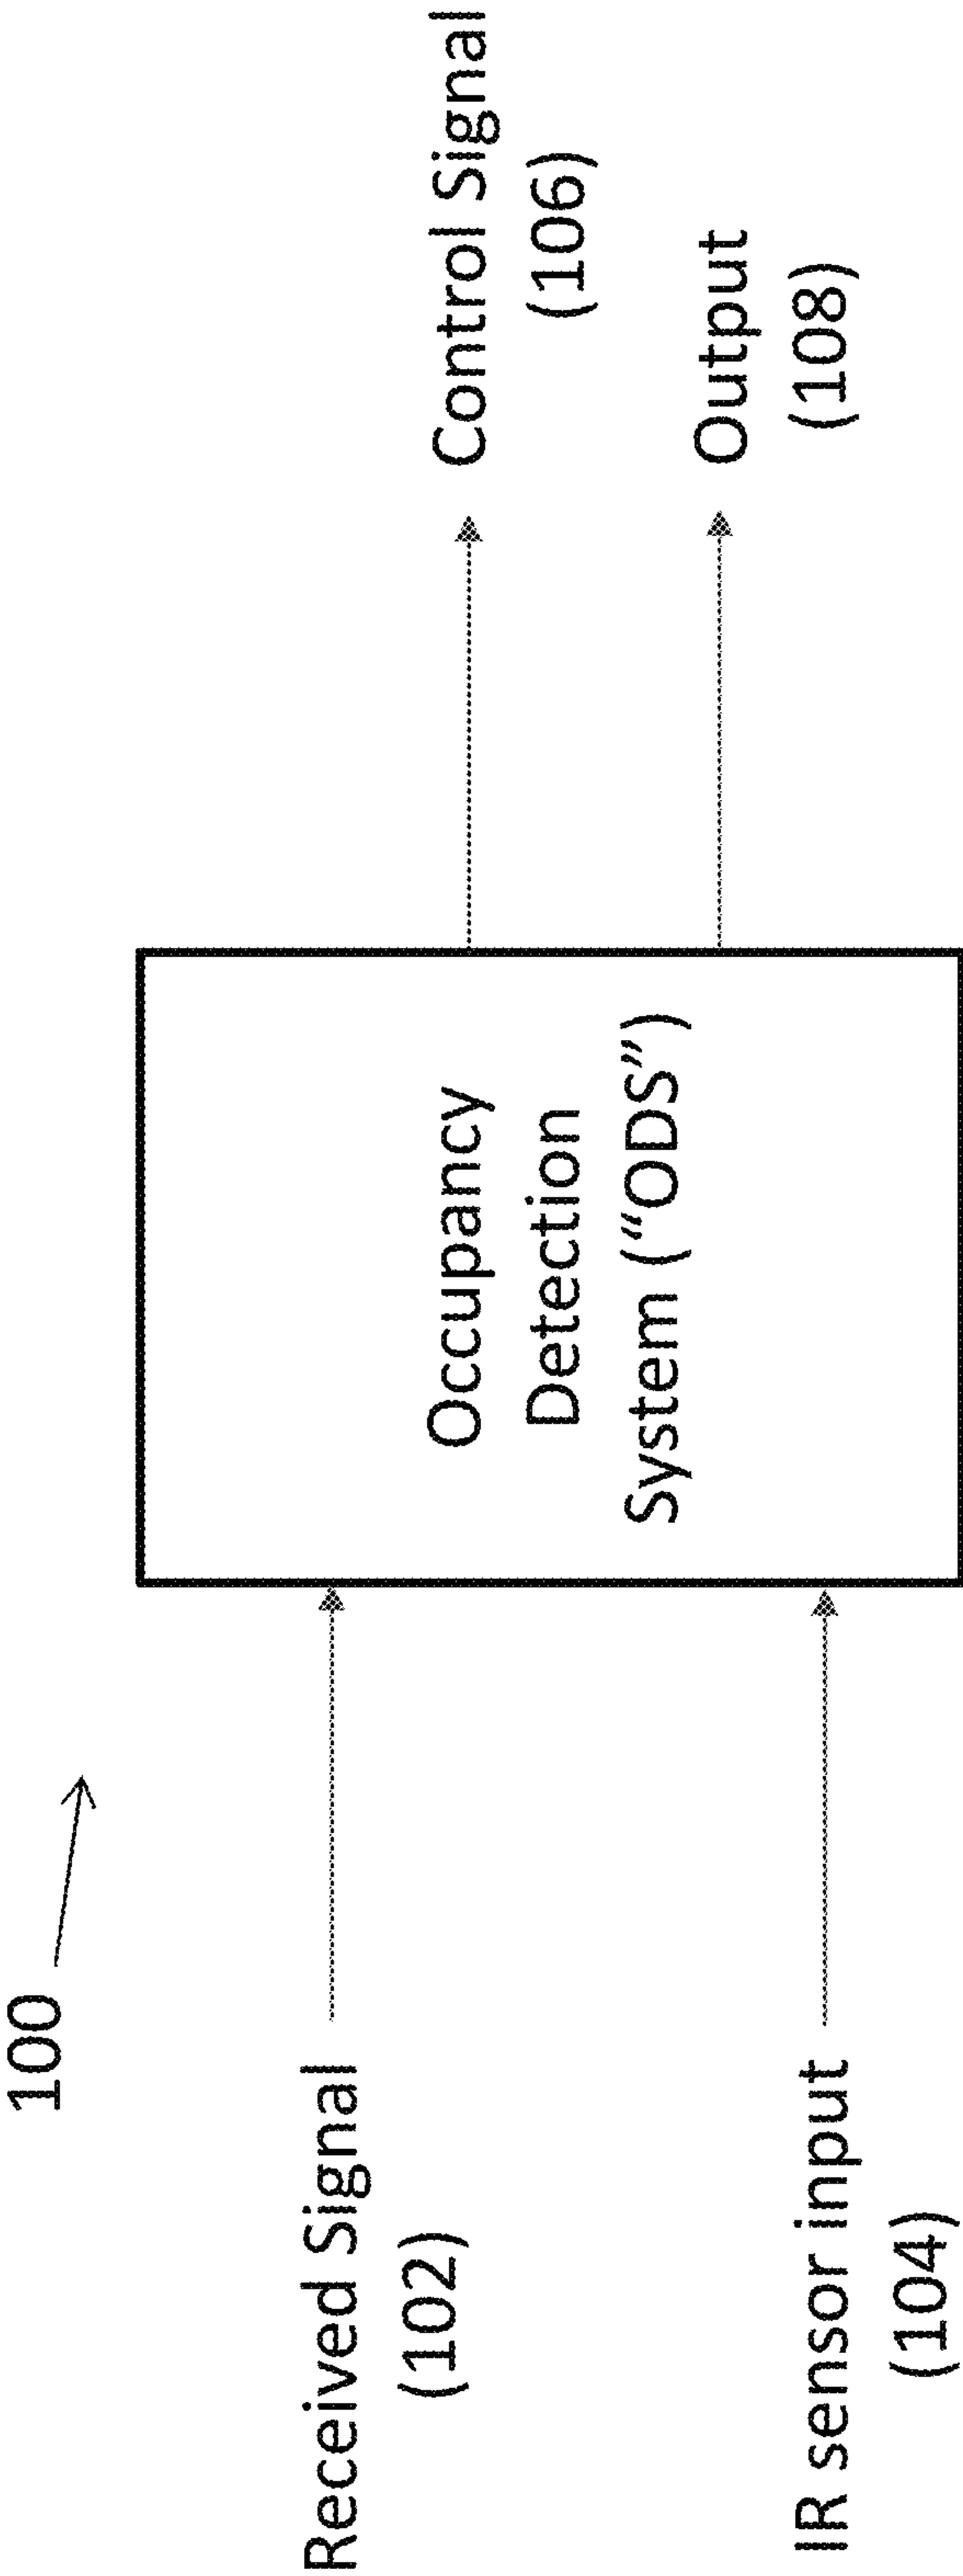 100
Received Signal
(102)
IR sensor input
(104)
Occupancy
Detection
System (“ODS”)
Control Signal
(106)
Output
(108)